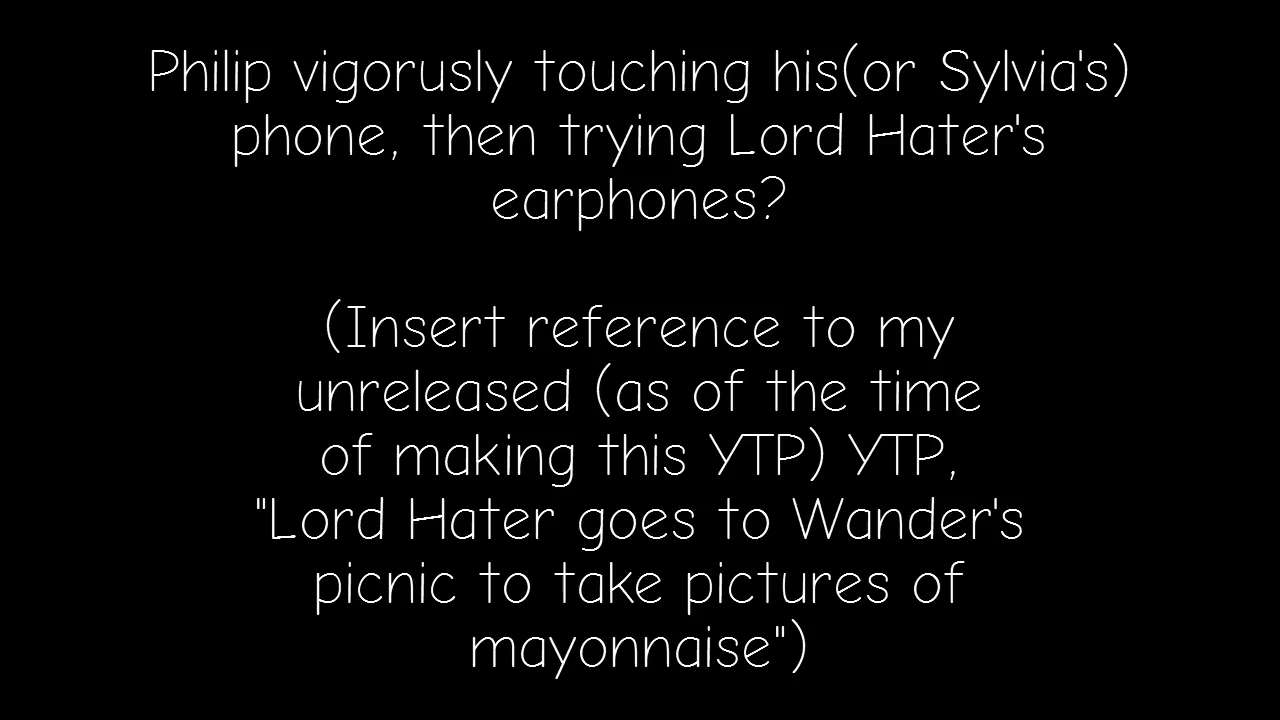 Philip vigorusly touching his(or Sylvia's)
phone, then trying Lord Hater's
earphones?
(Insert reference to my
unreleased (as of the time
of making this YTP) YTP,
"Lord Hater goes to Wander's
picnic to take pictures of
mayonnaise")